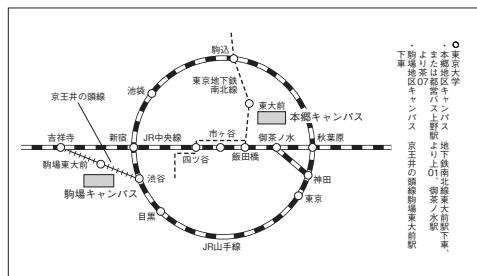 ○ 東京大学
・本郷地区キャンパス 地下鉄南北線東大前駅下車、
または都営バス上野駅より上01、御茶ノ水駅
より茶07
・駒場地区キャンパス 京王井の頭線駒場東大前駅
下車
駒込
東京地下鉄
南北線
池袋
京王井の頭線
東大前
本郷キャンパス
吉祥寺
新宿
JR中央線
市ヶ谷
御茶ノ水
秋葉原
四ツ谷
飯田橋
駒場東大前
渋谷
神田
駒場キャンパス
東京
目黒
JR山手線